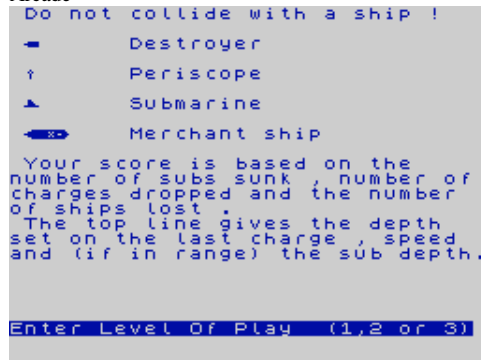 Do not collide with a ship !
Destroyer
Periscope
Submarine
Merchant ship
Your score is based on the
number of subs sunk , number of
charges dropped and the number
of ships lost .
The top line gives the depth
set on the last charge , speed
and (if in range) the sub depth.
Enter Level Of Play (1,2 or 3)